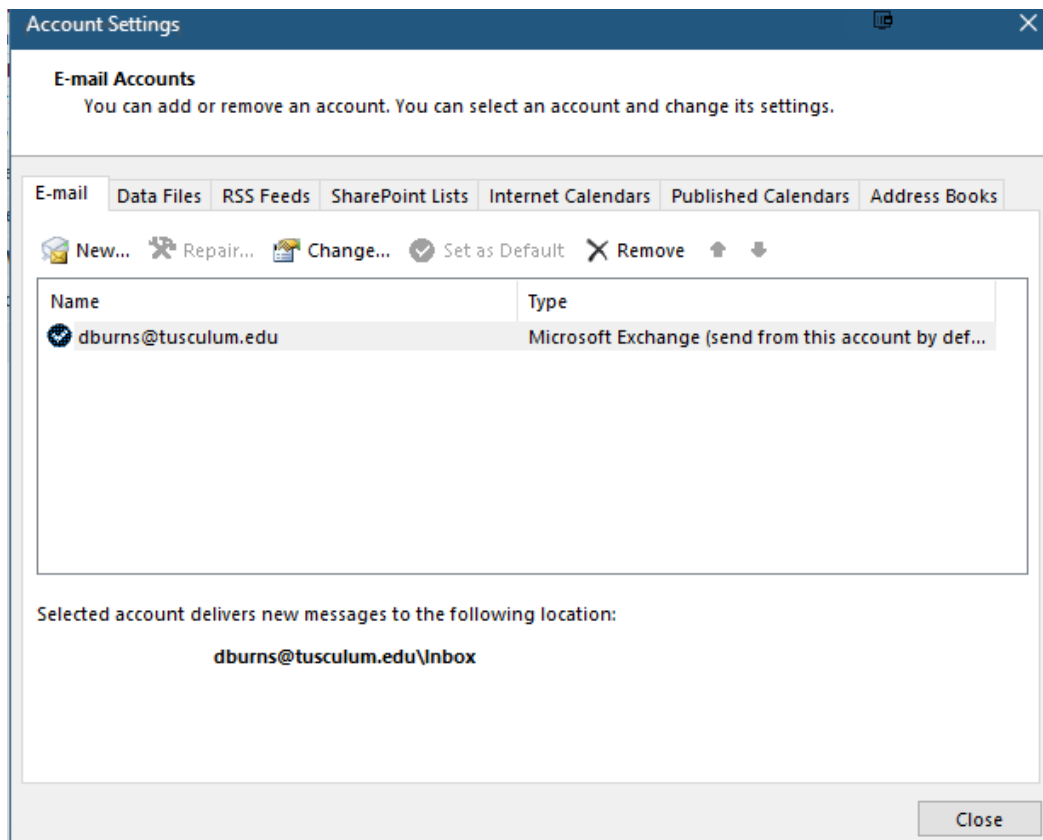 Account Settings
E-mail Accounts
You can add or remove an account. You can select an account and change its settings.
E-mail Data Files RSS Feeds SharePoint Lists Internet Calendars Published Calendars Address Books
New... Repair... Change... Set as Default Remove
Name Type
dburns@tusculum.edu Microsoft Exchange (send from this account by def...
Selected account delivers new messages to the following location:
dburns@tusculum.edu\Inbox
Close